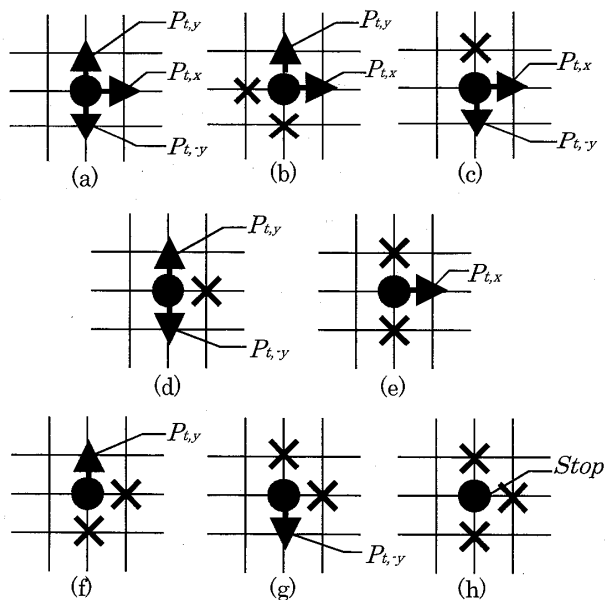 P_{t,y}
P_{t,x}
P_{t,-y}
(a)
P_{t,y}
P_{t,x}
(b)
P_{t,x}
P_{t,-y}
(c)
P_{t,y}
P_{t,-y}
(d)
P_{t,x}
(e)
P_{t,y}
(f)
P_{t,-y}
(g)
Stop
(h)